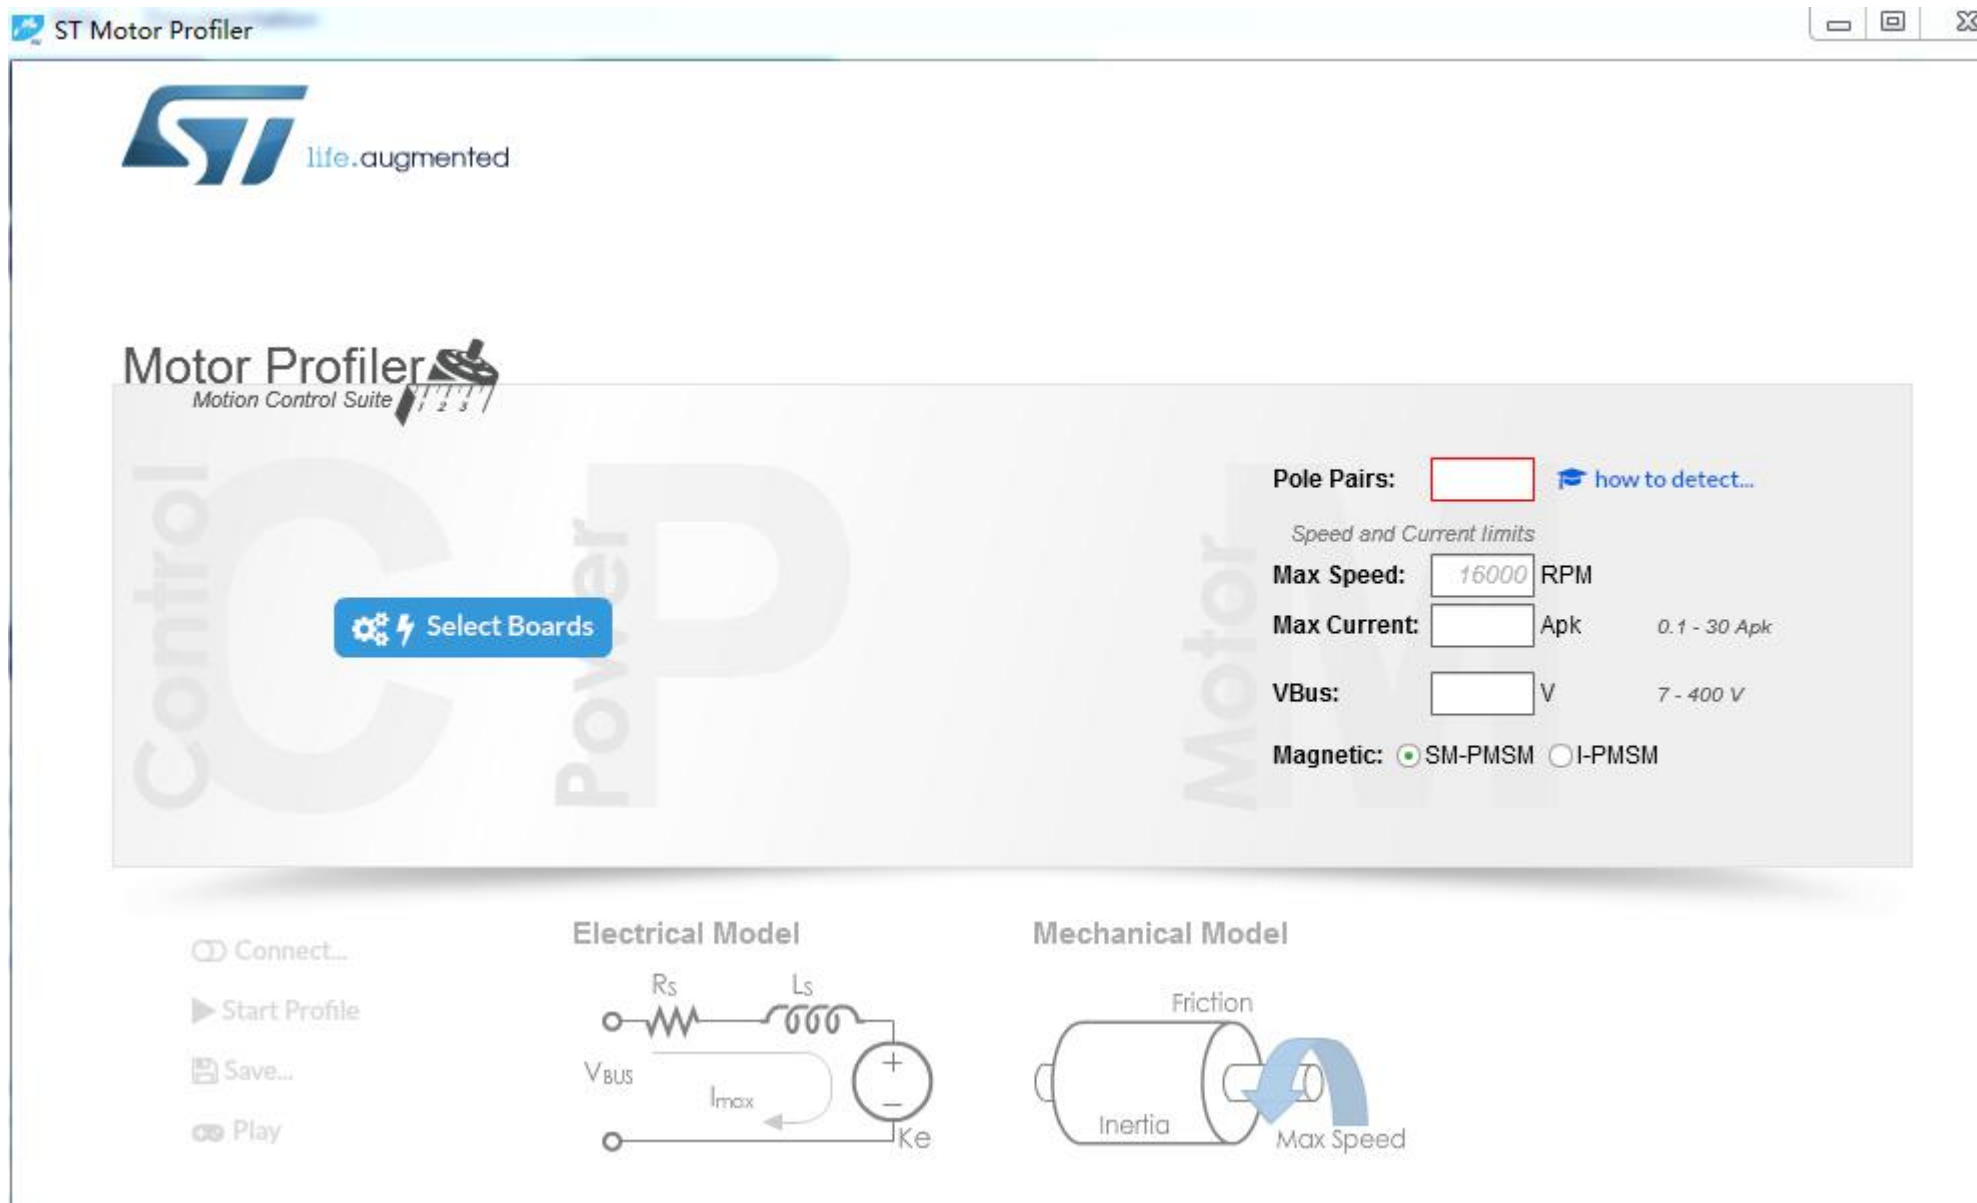 ST Motor Profiler
ST life.augmented
Motor Profiler
Motion Control Suite
1 2 3
Control
C
Power
P
Motor
M
Pole Pairs: how to detect...
Speed and Current limits
Max Speed: 16000 RPM
Max Current: Apk 0.1 - 30 Apk
VBus: V 7 - 400 V
Magnetic: SM-PMSM I-PMSM
Select Boards
Connect...
Start Profile
Save...
Play
Electrical Model
Rs Ls
VBUS
Imax
+
−
Ke
Mechanical Model
Friction
Inertia
Max Speed